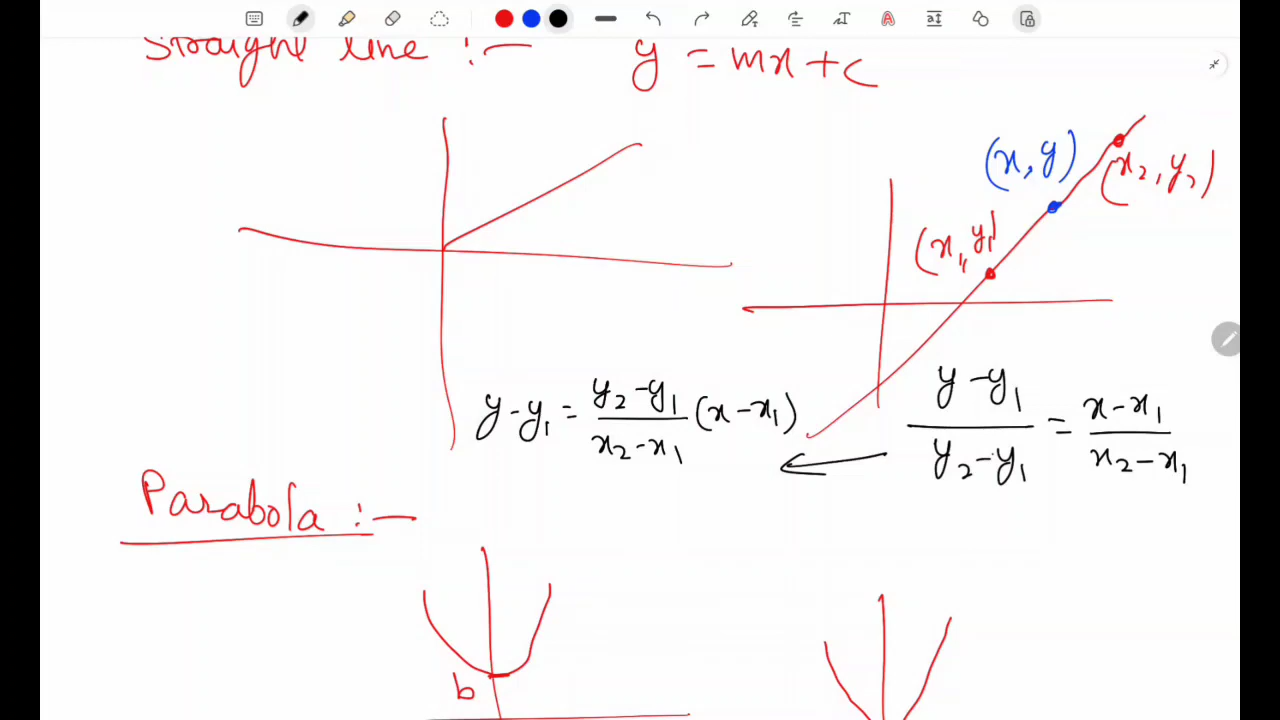 straight line :- y = mx + c
(x, y)
(x2, y2)
(x1, y1)
y - y1 = y2 - y1 / x2 - x1 (x - x1)
y - y1 / y2 - y1 = x - x1 / x2 - x1
Parabola :-
b